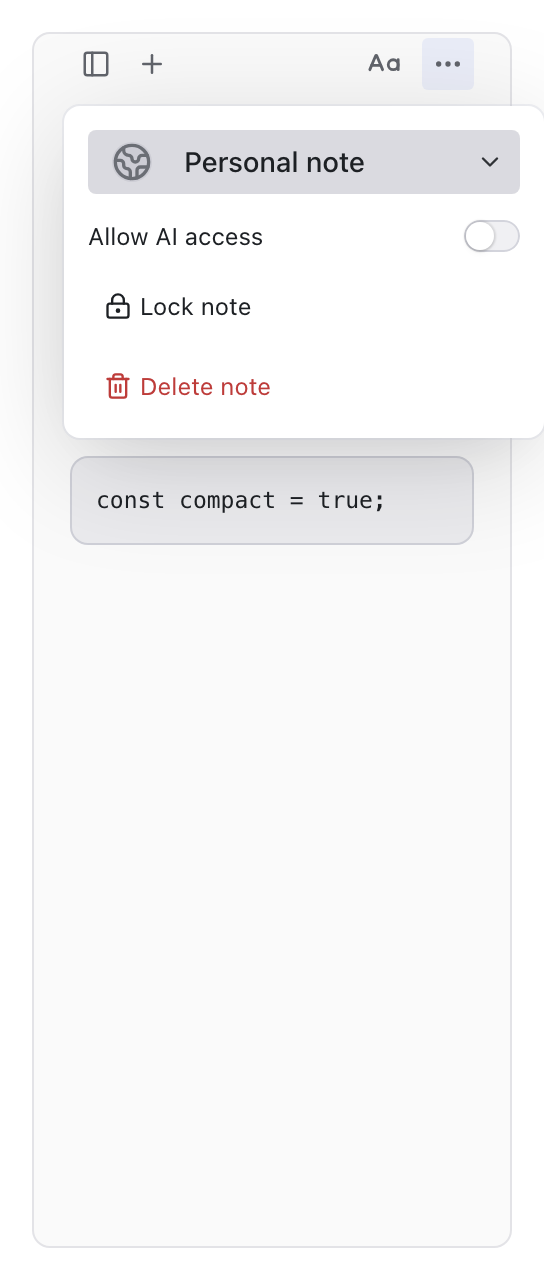 Aa
Personal note
Allow AI access
Lock note
Delete note
const compact = true;